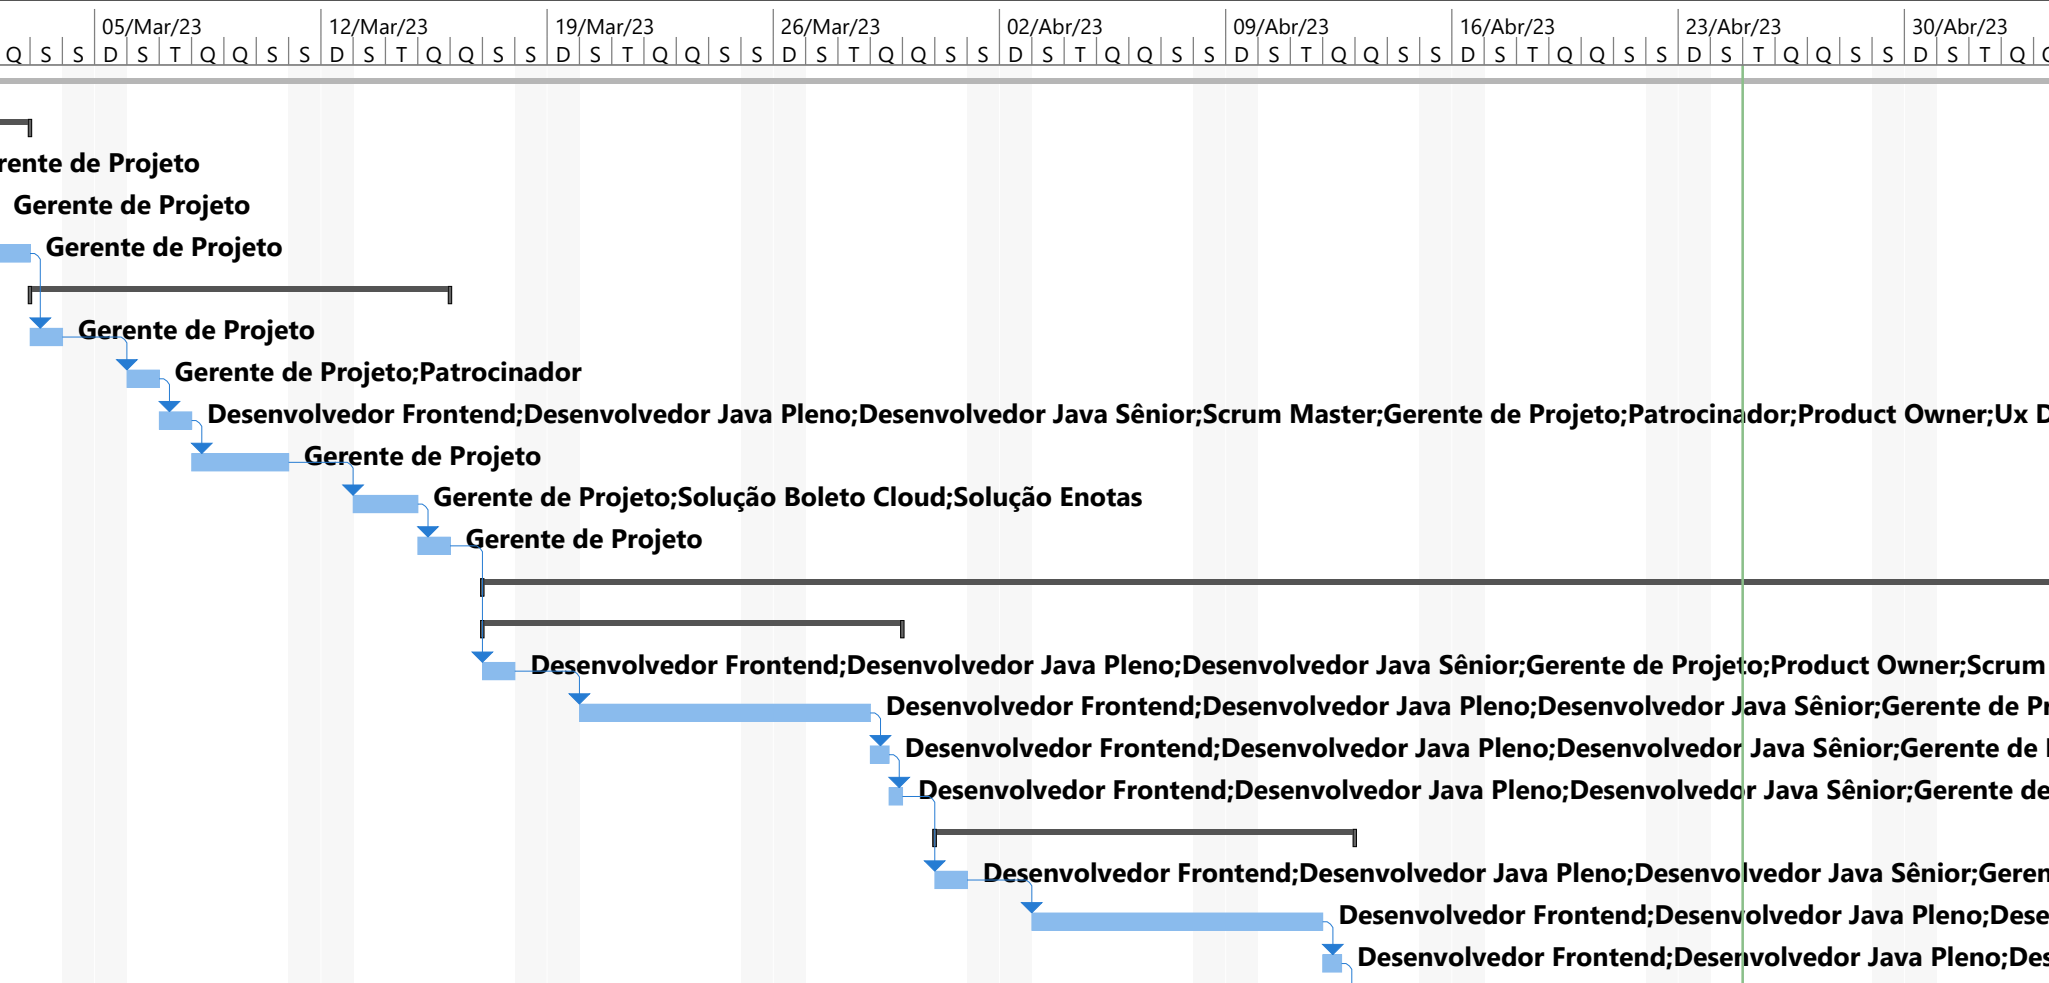 05/Mar/23 12/Mar/23 19/Mar/23 26/Mar/23 02/Abr/23 09/Abr/23 16/Abr/23 23/Abr/23 30/Abr/23
Q S S D S T Q Q S S D S T Q Q S S D S T Q Q S S D S T Q Q S S D S T Q Q S S D S T Q Q S S D S T Q Q S S D S T Q Q S S D S T Q
rente de Projeto
Gerente de Projeto
Gerente de Projeto
Gerente de Projeto
Gerente de Projeto;Patrocinador
Desenvolvedor Frontend;Desenvolvedor Java Pleno;Desenvolvedor Java Sênior;Scrum Master;Gerente de Projeto;Patrocinador;Product Owner;Ux D
Gerente de Projeto
Gerente de Projeto;Solução Boleto Cloud;Solução Enotas
Gerente de Projeto
Desenvolvedor Frontend;Desenvolvedor Java Pleno;Desenvolvedor Java Sênior;Gerente de Projeto;Product Owner;Scrum
Desenvolvedor Frontend;Desenvolvedor Java Pleno;Desenvolvedor Java Sênior;Gerente de Pr
Desenvolvedor Frontend;Desenvolvedor Java Pleno;Desenvolvedor Java Sênior;Gerente de
Desenvolvedor Frontend;Desenvolvedor Java Pleno;Desenvolvedor Java Sênior;Gerente de
Desenvolvedor Frontend;Desenvolvedor Java Pleno;Desenvolvedor Java Sênior;Geren
Desenvolvedor Frontend;Desenvolvedor Java Pleno;Dese
Desenvolvedor Frontend;Desenvolvedor Java Pleno;Des